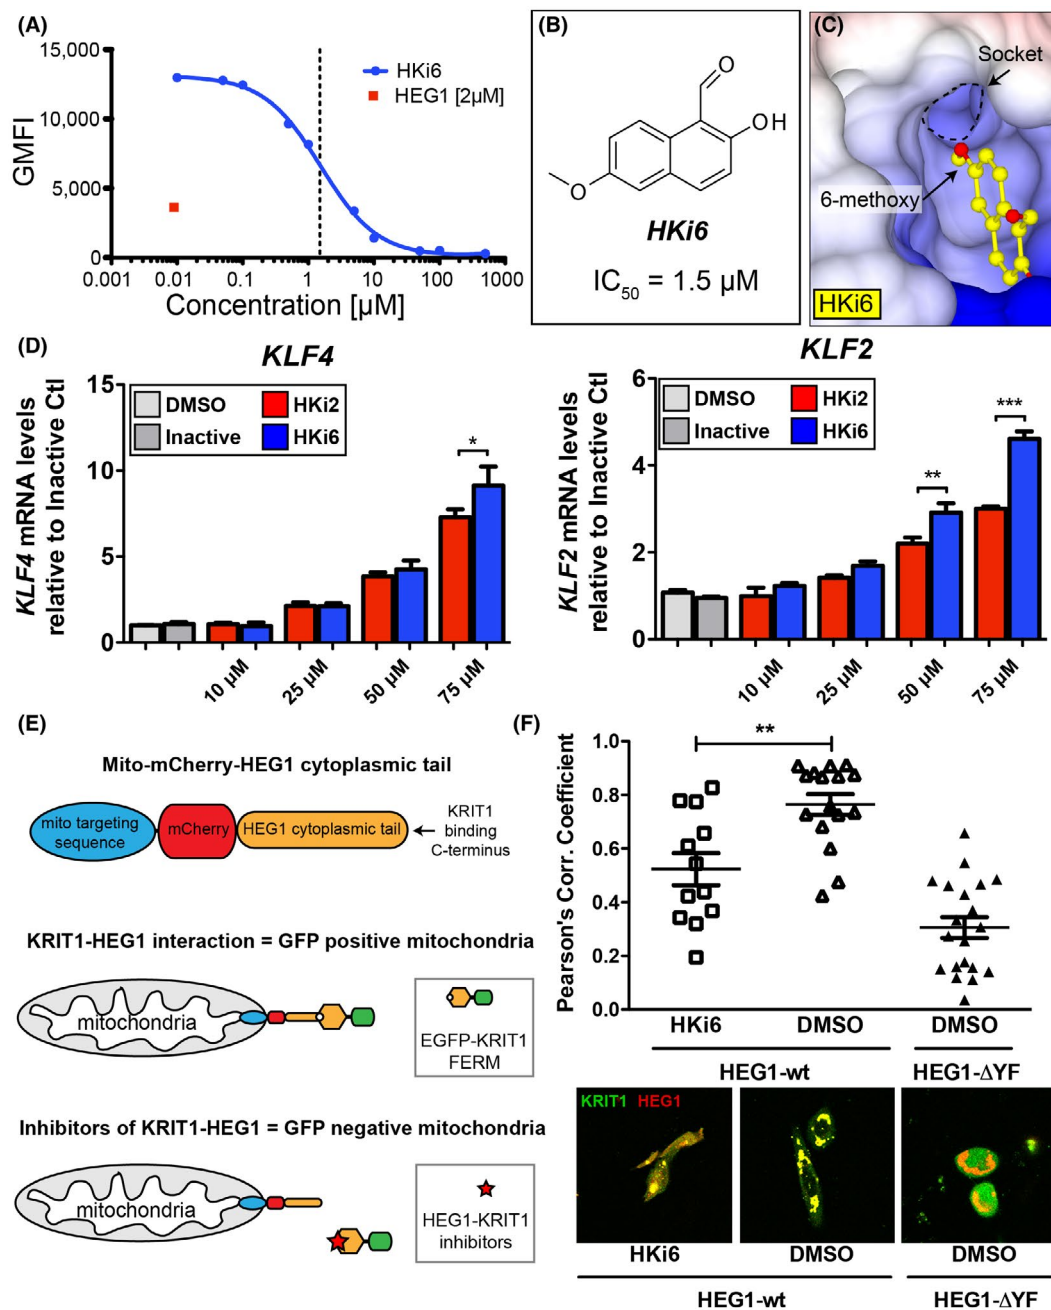 (A)
15,000
10,000
5,000
0
GMFI
0.001
0.01
0.1
1
10
100
1000
Concentration [µM]
HKi6
HEG1 [2µM]
(B)
O
OH
O
HKi6
IC50 = 1.5 µM
(C)
Socket
6-methoxy
HKi6
(D)
KLF4
15
10
5
0
KLF4 mRNA levels
relative to Inactive Ctl
DMSO
Inactive
HKi2
HKi6
*
10 µM
25 µM
50 µM
75 µM
KLF2
6
4
2
0
KLF2 mRNA levels
relative to Inactive Ctl
DMSO
Inactive
HKi2
HKi6
**
***
10 µM
25 µM
50 µM
75 µM
(E)
Mito-mCherry-HEG1 cytoplasmic tail
mito targeting
sequence
mCherry
HEG1 cytoplasmic tail
KRIT1
binding
C-terminus
KRIT1-HEG1 interaction = GFP positive mitochondria
mitochondria
EGFP-KRIT1
FERM
Inhibitors of KRIT1-HEG1 = GFP negative mitochondria
mitochondria
HEG1-KRIT1
inhibitors
(F)
Pearson's Corr. Coefficient
1.0
0.8
0.6
0.4
0.2
0.0
**
HKi6
DMSO
DMSO
HEG1-wt
HEG1-ΔYF
KRIT1 HEG1
HKi6
DMSO
DMSO
HEG1-wt
HEG1-ΔYF